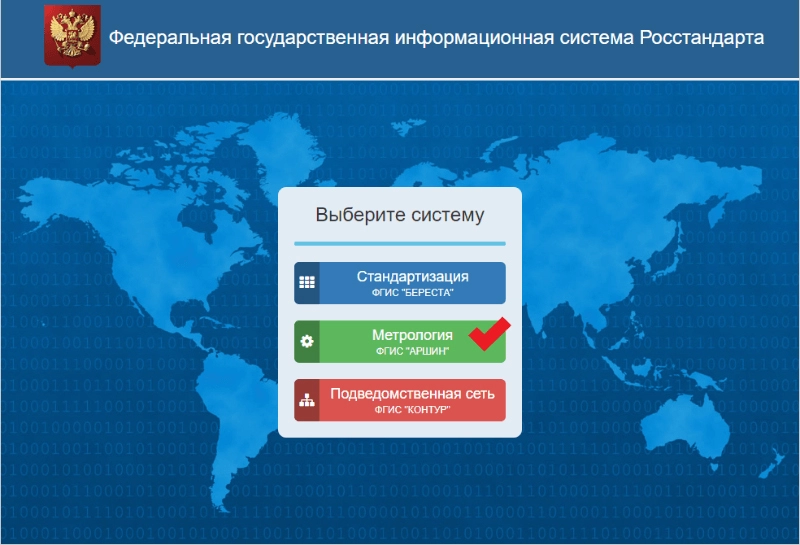 Федеральная государственная информационная система Росстандарта
Выберите систему
Стандартизация
ФГИС "БЕРЕСТА"
Метрология
ФГИС "АРШИН"
Подведомственная сеть
ФГИС "КОНТУР"